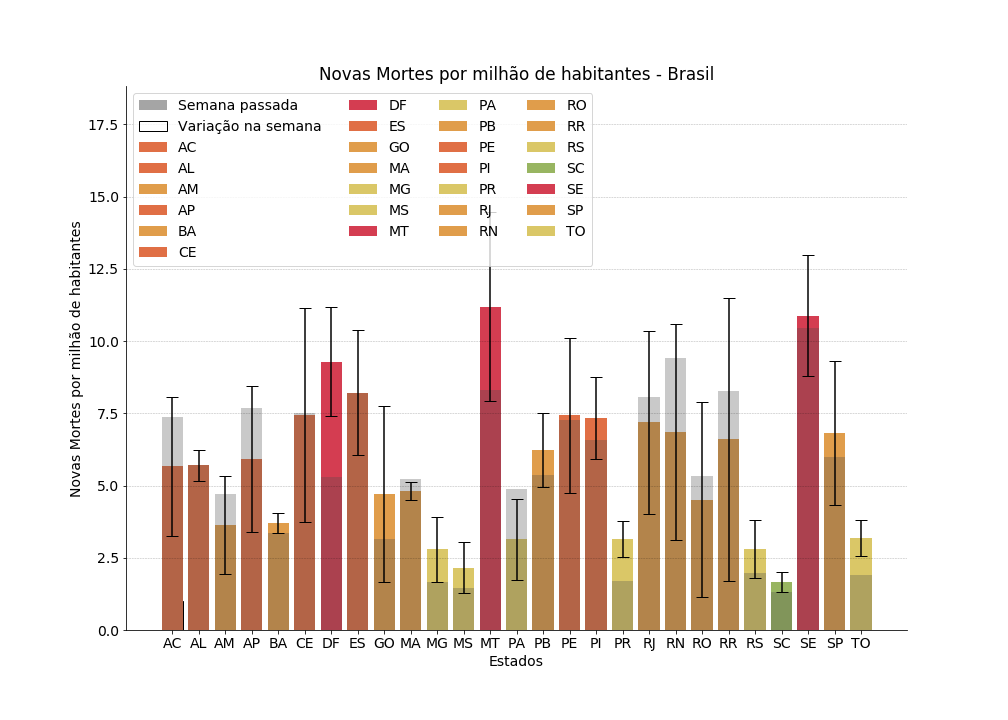 Novas Mortes por milhão de habitantes - Brasil
Semana passada
Variação na semana
AC
AL
AM
AP
BA
CE
DF
ES
GO
MA
MG
MS
MT
PA
PB
PE
PI
PR
RJ
RN
RO
RR
RS
SC
SE
SP
TO
Novas Mortes por milhão de habitantes
17.5
15.0
12.5
10.0
7.5
5.0
2.5
0.0
AC AL AM AP BA CE DF ES GO MA MG MS MT PA PB PE PI PR RJ RN RO RR RS SC SE SP TO
Estados